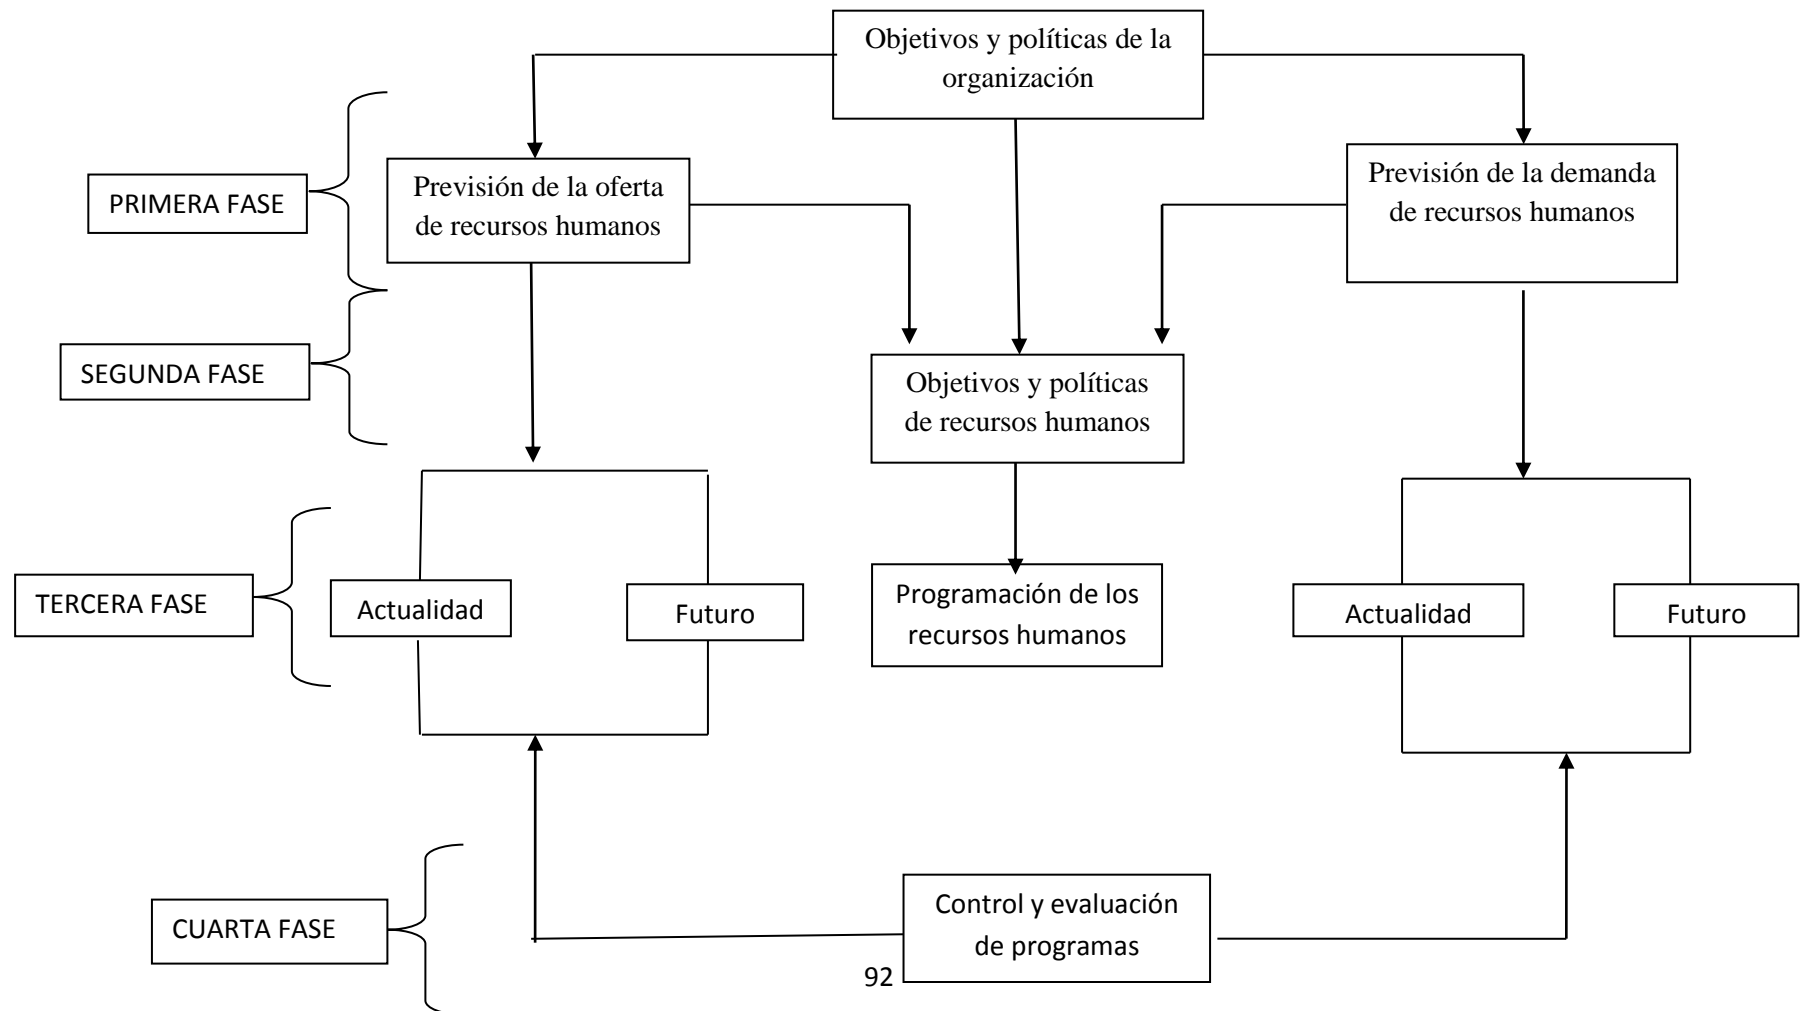 Objetivos y políticas de la
organización
PRIMERA FASE
Previsión de la oferta
de recursos humanos
Previsión de la demanda
de recursos humanos
SEGUNDA FASE
Objetivos y políticas
de recursos humanos
TERCERA FASE
Actualidad
Futuro
Programación de los
recursos humanos
Actualidad
Futuro
CUARTA FASE
Control y evaluación
de programas
92